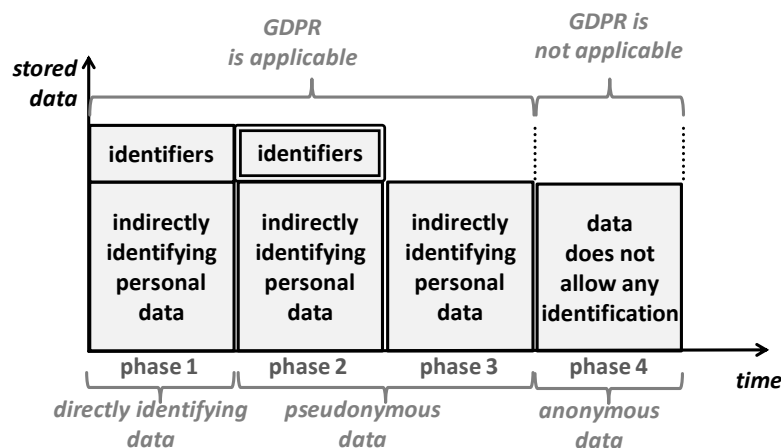 GDPR
is applicable
GDPR is
not applicable
stored
data
identifiers
identifiers
indirectly
identifying
personal
data
indirectly
identifying
personal
data
indirectly
identifying
personal
data
data
does not
allow any
identification
phase 1
phase 2
phase 3
phase 4
time
directly identifying
data
pseudonymous
data
anonymous
data